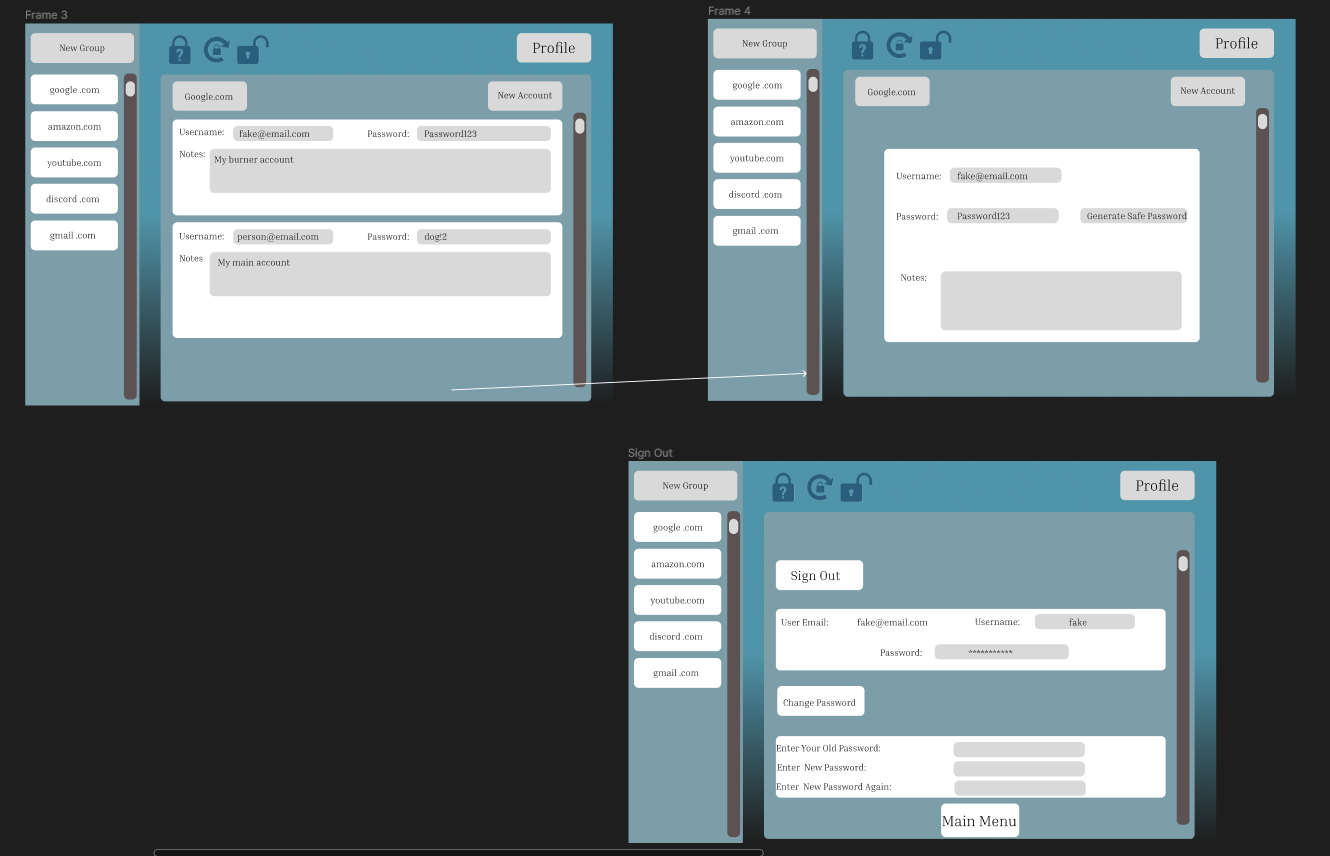 Frame 3
New Group
google .com
amazon.com
youtube.com
discord .com
gmail .com
?
Profile
Google.com
New Account
Username: fake@email.com Password: Password123
Notes: My burner account
Username: person@email.com Password: dog!2
Notes My main account
Frame 4
New Group
google .com
amazon.com
youtube.com
discord .com
gmail .com
?
Profile
Google.com
New Account
Username: fake@email.com
Password: Password123 Generate Safe Password
Notes:
Sign Out
New Group
google .com
amazon.com
youtube.com
discord .com
gmail .com
?
Profile
Sign Out
User Email: fake@email.com Username: fake
Password: ***********
Change Password
Enter Your Old Password:
Enter New Password:
Enter New Password Again:
Main Menu